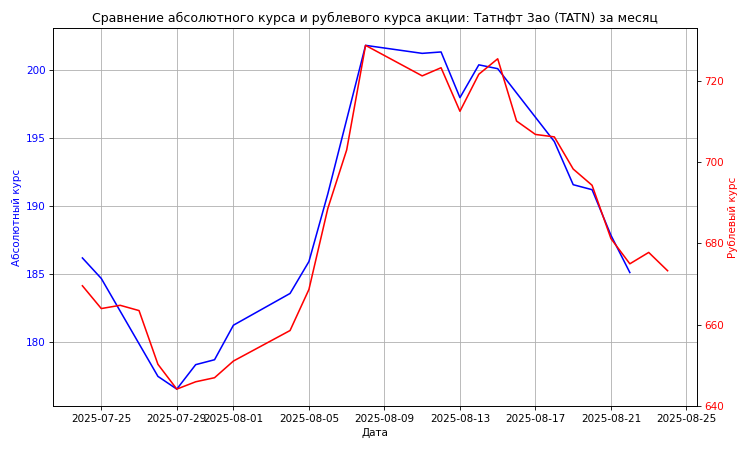 Сравнение абсолютного курса и рублевого курса акции: Татнфт 3ао (TATN) за месяц
200
195
190
185
180
Абсолютный курс
720
700
680
660
640
Рублевый курс
2025-07-25 2025-07-29 2025-08-01 2025-08-05 2025-08-09 2025-08-13 2025-08-17 2025-08-21 2025-08-25
Дата